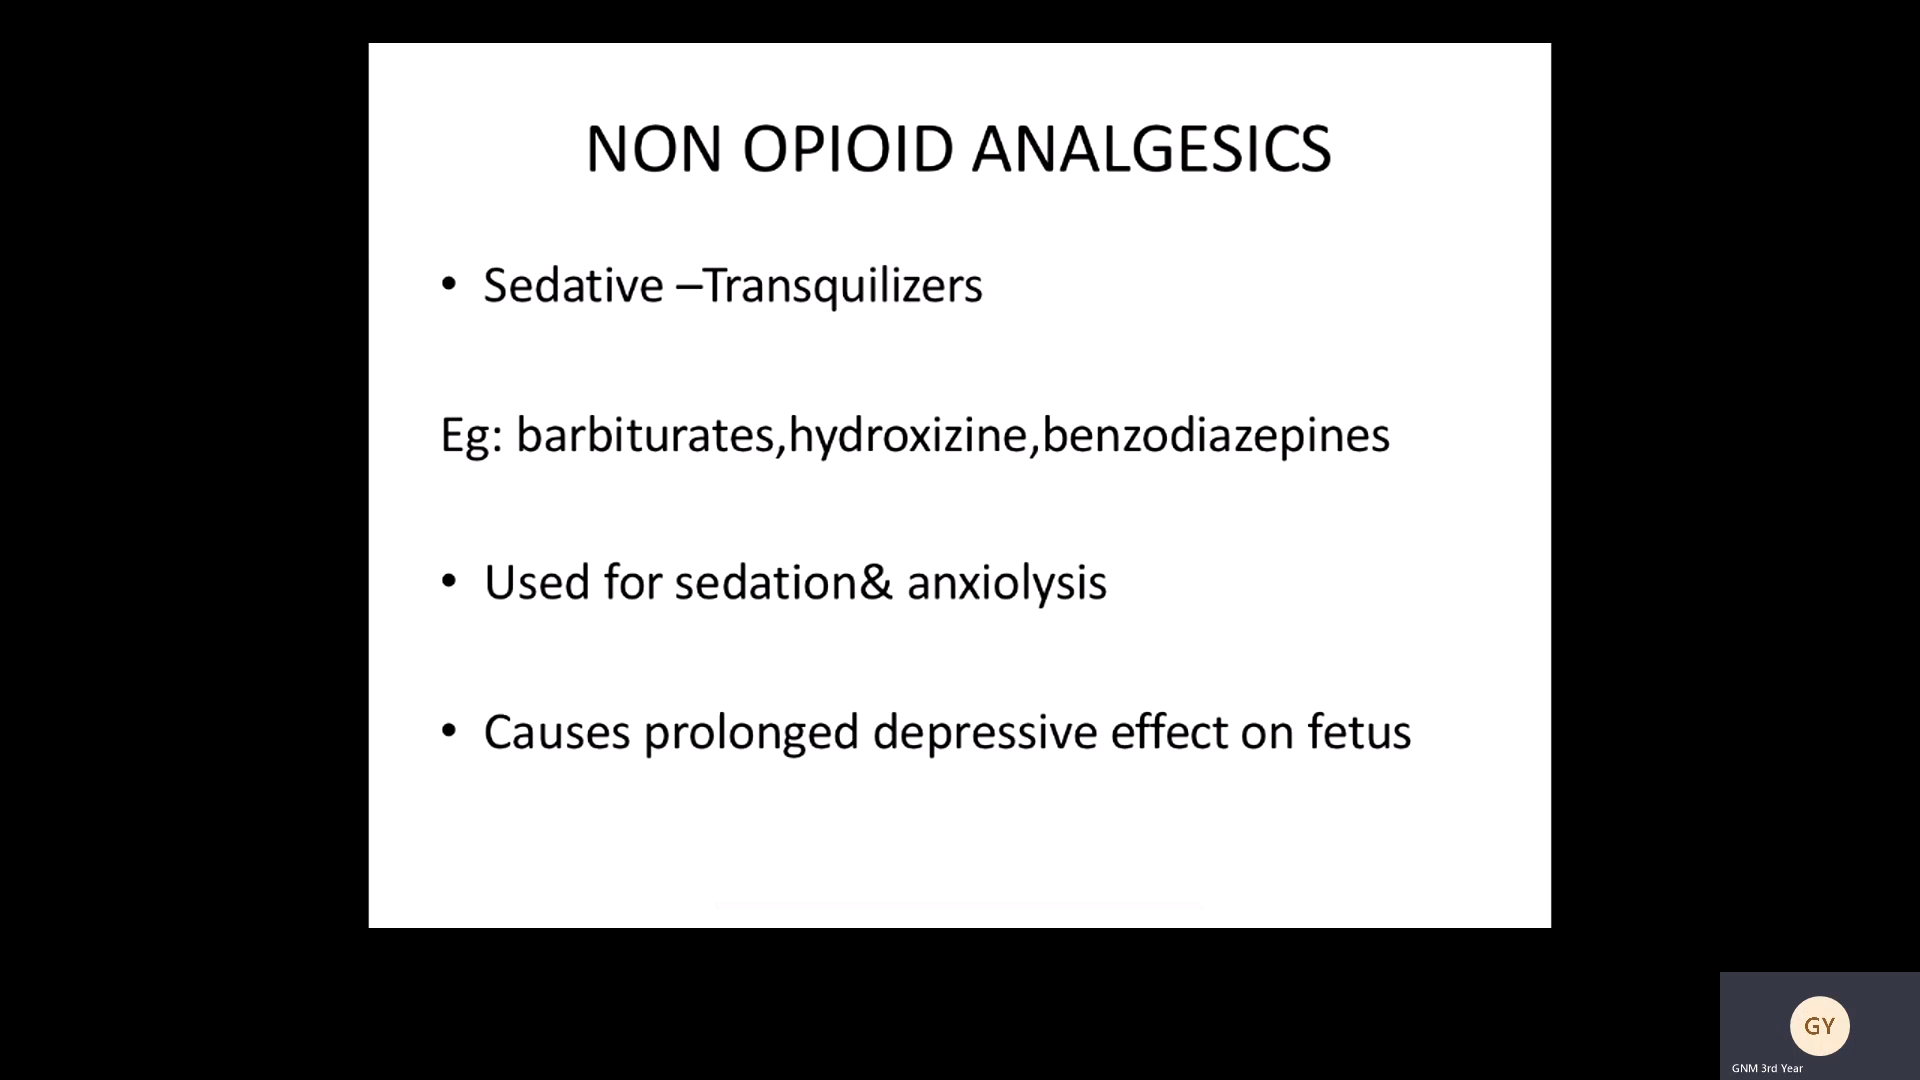 NON OPIOID ANALGESICS
• Sedative –Transquilizers
Eg: barbiturates,hydroxizine,benzodiazepines
• Used for sedation& anxiolysis
• Causes prolonged depressive effect on fetus
GY
GNM 3rd Year